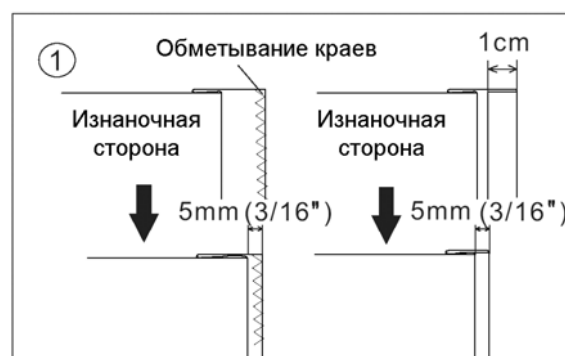 ①
Обметывание краев
1cm
Изнаночная
сторона
Изнаночная
сторона
5mm (3/16")
5mm (3/16")